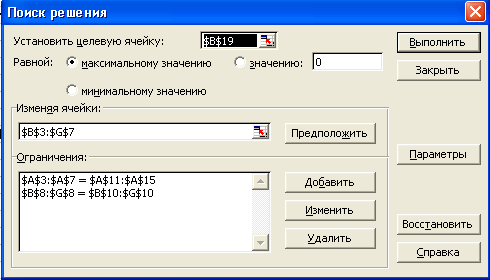 Поиск решения
Установить целевую ячейку: $B$19 Выполнить
Равной: максимальному значению значению: 0 Закрыть
минимальному значению
Изменяя ячейки:
$B$3:$G$7 Предположить
Ограничения: Параметры
$A$3:$A$7 = $A$11:$A$15 Добавить
$B$8:$G$8 = $B$10:$G$10
Изменить
Восстановить
Удалить
Справка